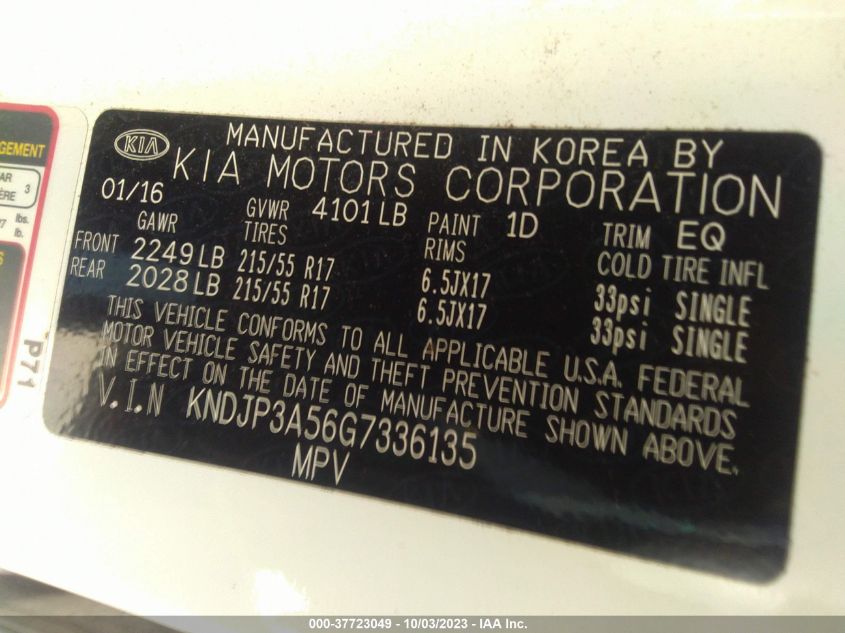 KIA
MANUFACTURED IN KOREA BY
KIA MOTORS CORPORATION
01/16 GVWR 4101 LB PAINT 1D TRIM EQ
GAWR TIRES RIMS COLD TIRE INFL
FRONT 2249 LB 215/55 R17 6.5JX17 33psi SINGLE
REAR 2028 LB 215/55 R17 6.5JX17 33psi SINGLE
THIS VEHICLE CONFORMS TO ALL APPLICABLE U.S.A. FEDERAL
MOTOR VEHICLE SAFETY AND THEFT PREVENTION STANDARDS
IN EFFECT ON THE DATE OF MANUFACTURE SHOWN ABOVE.
V.I.N KNDJP3A56G7336135
MPV
3
lbs.
lb.
P71
000-37723049 - 10/03/2023 - IAA Inc.